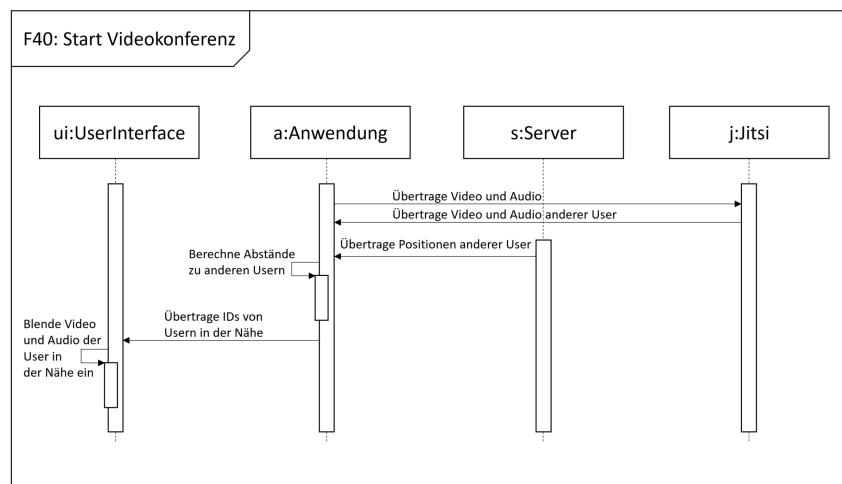 F40: Start Videokonferenz
ui:UserInterface
a:Anwendung
s:Server
j:Jitsi
Übertrage Video und Audio
Übertrage Video und Audio anderer User
Übertrage Positionen anderer User
Berechne Abstände
zu anderen Usern
Übertrage IDs von
Usern in der Nähe
Blende Video
und Audio der
User in
der Nähe ein